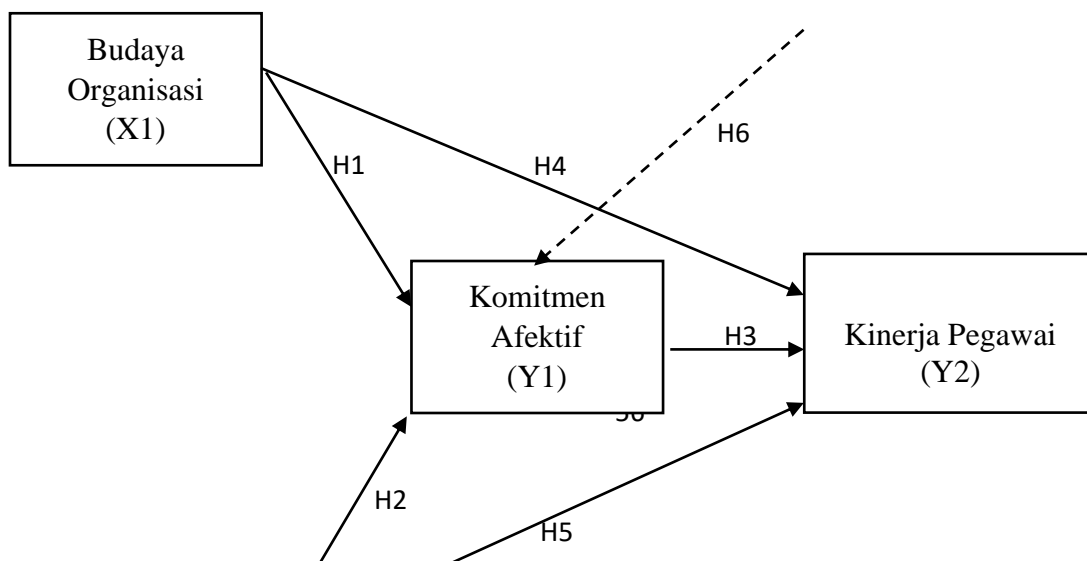 Budaya
Organisasi
(X1)
H6
H1
H4
Komitmen
Afektif
(Y1)
H3
Kinerja Pegawai
(Y2)
H2
H5